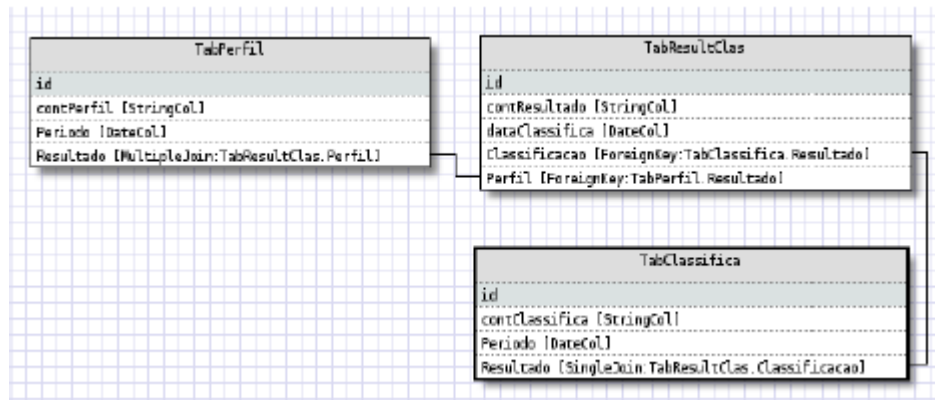 TabPerfil
id
contPerfil [StringCol]
Periodo [DateCol]
Resultado [MultipleJoin:TabResultClas.Perfil]
TabResultClas
id
contResultado [StringCol]
dataClassifica [DateCol]
Classificacao [ForeignKey:TabClassifica.Resultado]
Perfil [ForeignKey:TabPerfil.Resultado]
TabClassifica
id
contClassifica [StringCol]
Periodo [DateCol]
Resultado [SingleJoin:TabResultClas.Classificacao]